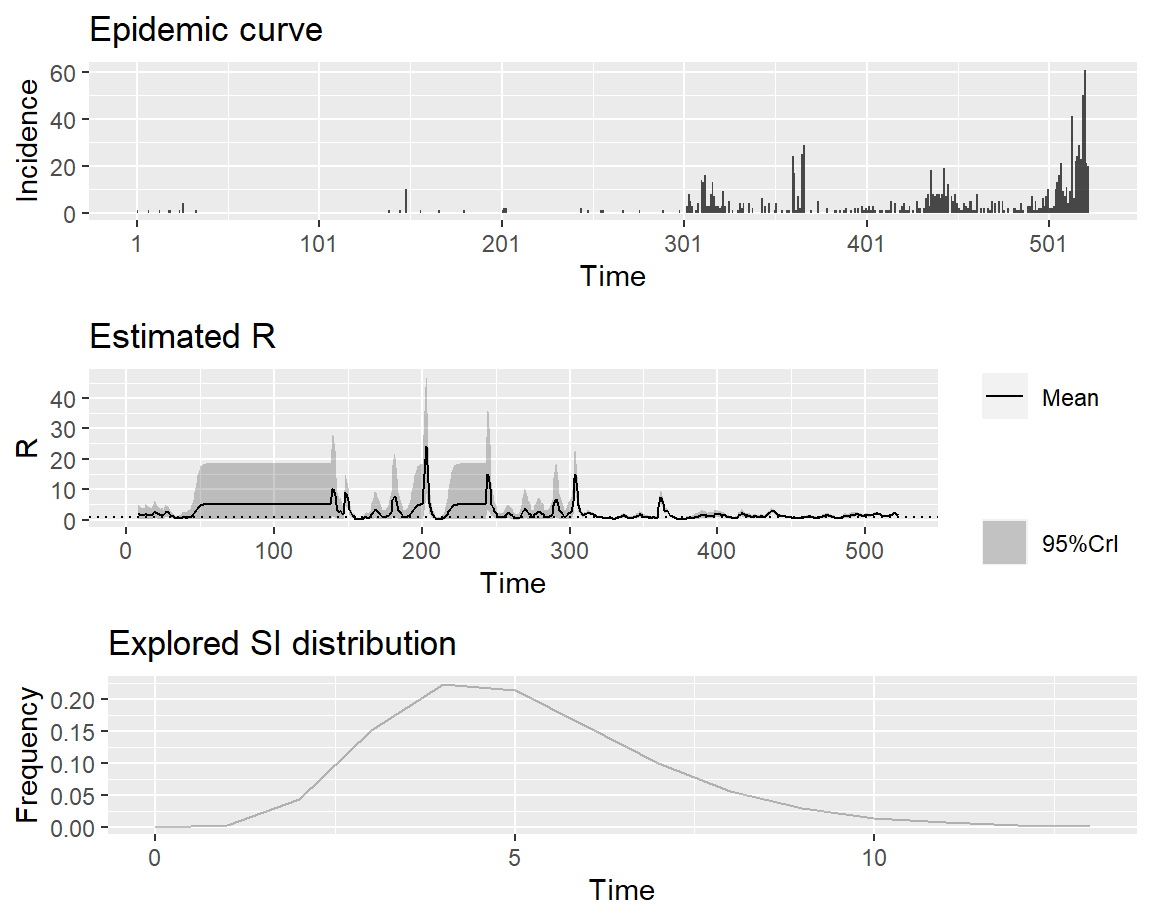 Epidemic curve
Incidence
60
40
20
0
1 101 201 301 401 501
Time
Estimated R
R
40
30
20
10
0
0 100 200 300 400 500
Time
Mean
95%CrI
Explored SI distribution
Frequency
0.20
0.15
0.10
0.05
0.00
0 5 10
Time